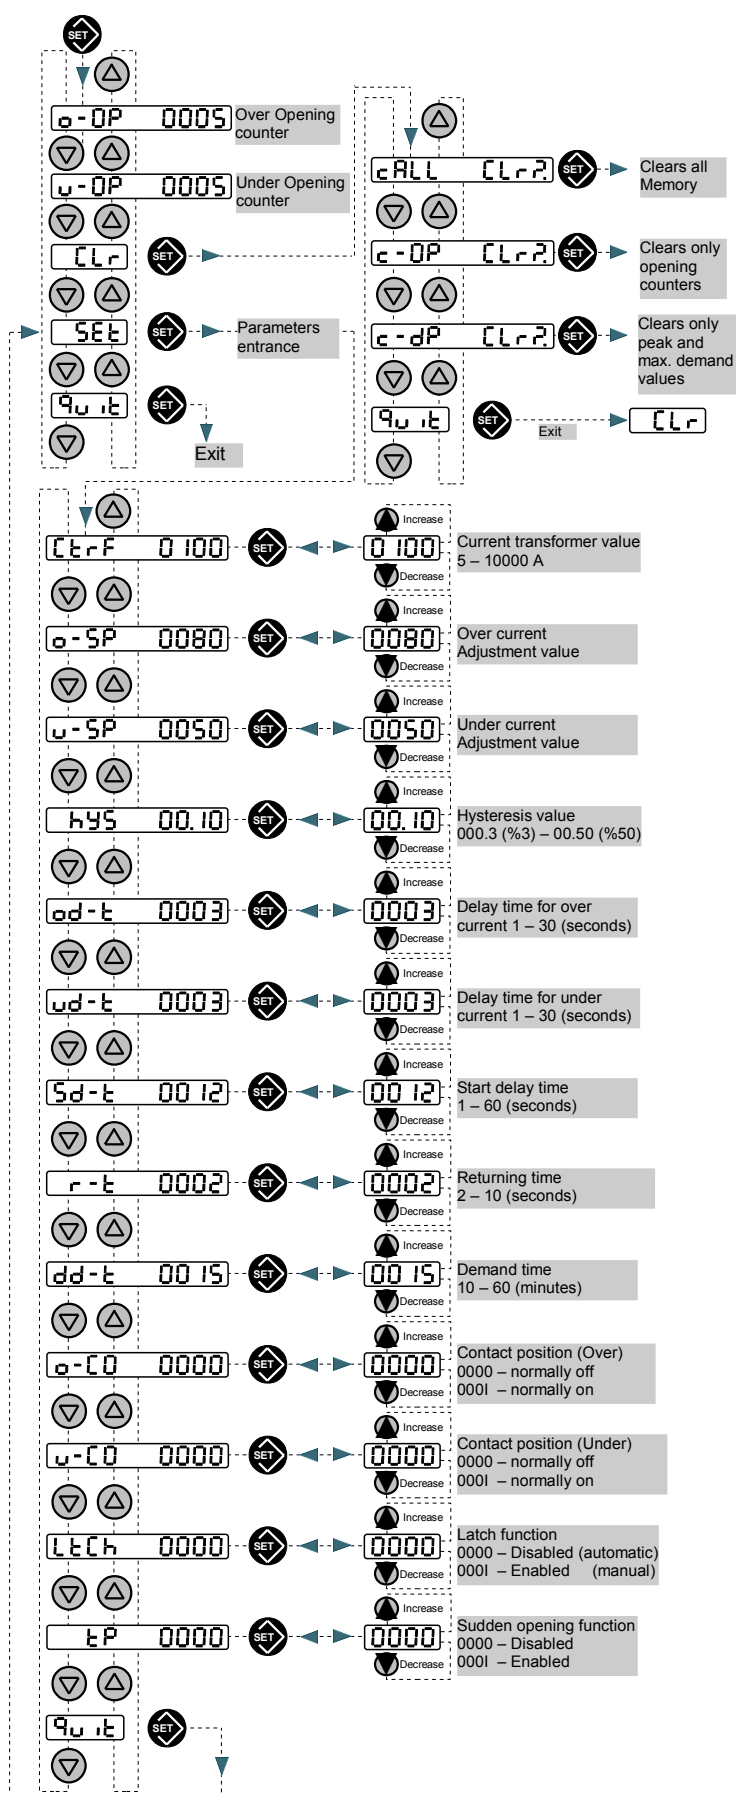 SET
o-OP 0005
Over Opening
counter
u-OP 0005
Under Opening
counter
CLr
SET
SEt
SET
Parameters
entrance
quit
SET
Exit
cALL CLr?.
SET
Clears all
Memory
c-OP CLr?.
SET
Clears only
opening
counters
c-dP CLr?.
SET
Clears only
peak and
max. demand
values
quit
SET
Exit
CLr
CtrF 0100
SET
Increase
0100
Decrease
Current transformer value
5 – 10000 A
o-SP 0080
SET
Increase
0080
Decrease
Over current
Adjustment value
u-SP 0050
SET
Increase
0050
Decrease
Under current
Adjustment value
hYS 00.10
SET
Increase
00.10
Decrease
Hysteresis value
000.3 (%3) – 00.50 (%50)
od-t 0003
SET
Increase
0003
Decrease
Delay time for over
current 1 – 30 (seconds)
ud-t 0003
SET
Increase
0003
Decrease
Delay time for under
current 1 – 30 (seconds)
Sd-t 0012
SET
Increase
0012
Decrease
Start delay time
1 – 60 (seconds)
r-t 0002
SET
Increase
0002
Decrease
Returning time
2 – 10 (seconds)
dd-t 0015
SET
Increase
0015
Decrease
Demand time
10 – 60 (minutes)
o-CO 0000
SET
Increase
0000
Decrease
Contact position (Over)
0000 – normally off
000I – normally on
u-CO 0000
SET
Increase
0000
Decrease
Contact position (Under)
0000 – normally off
000I – normally on
LtCh 0000
SET
Increase
0000
Decrease
Latch function
0000 – Disabled (automatic)
000I – Enabled (manual)
tP 0000
SET
Increase
0000
Decrease
Sudden opening function
0000 – Disabled
000I – Enabled
quit
SET